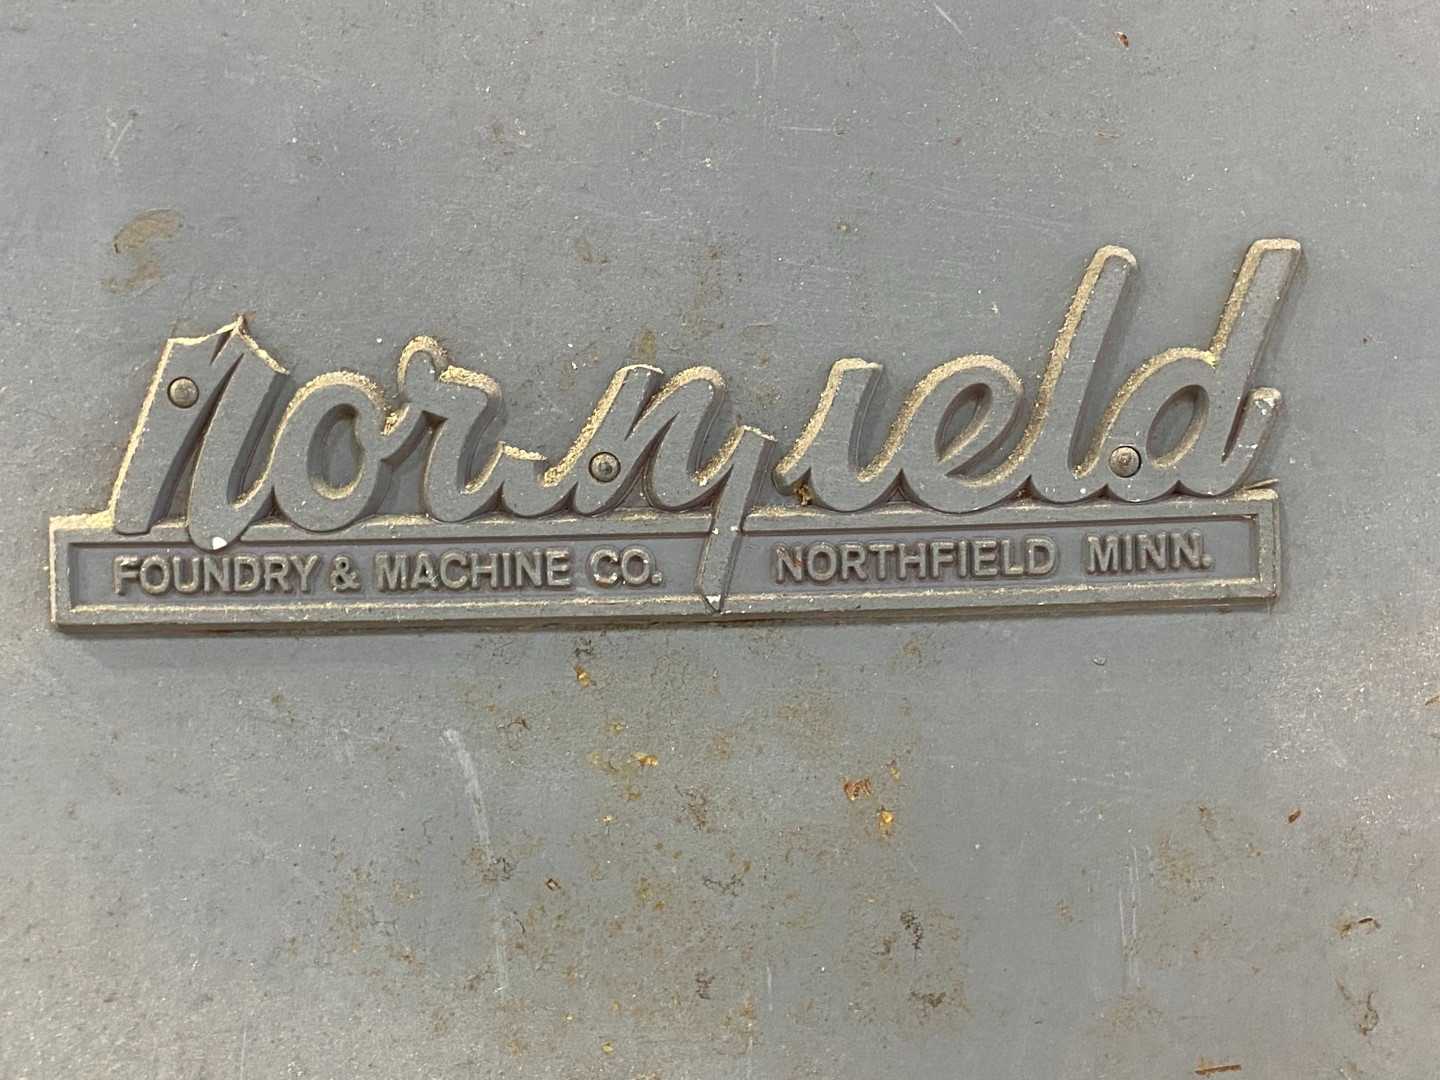 Northfield
FOUNDRY & MACHINE CO. NORTHFIELD MINN.